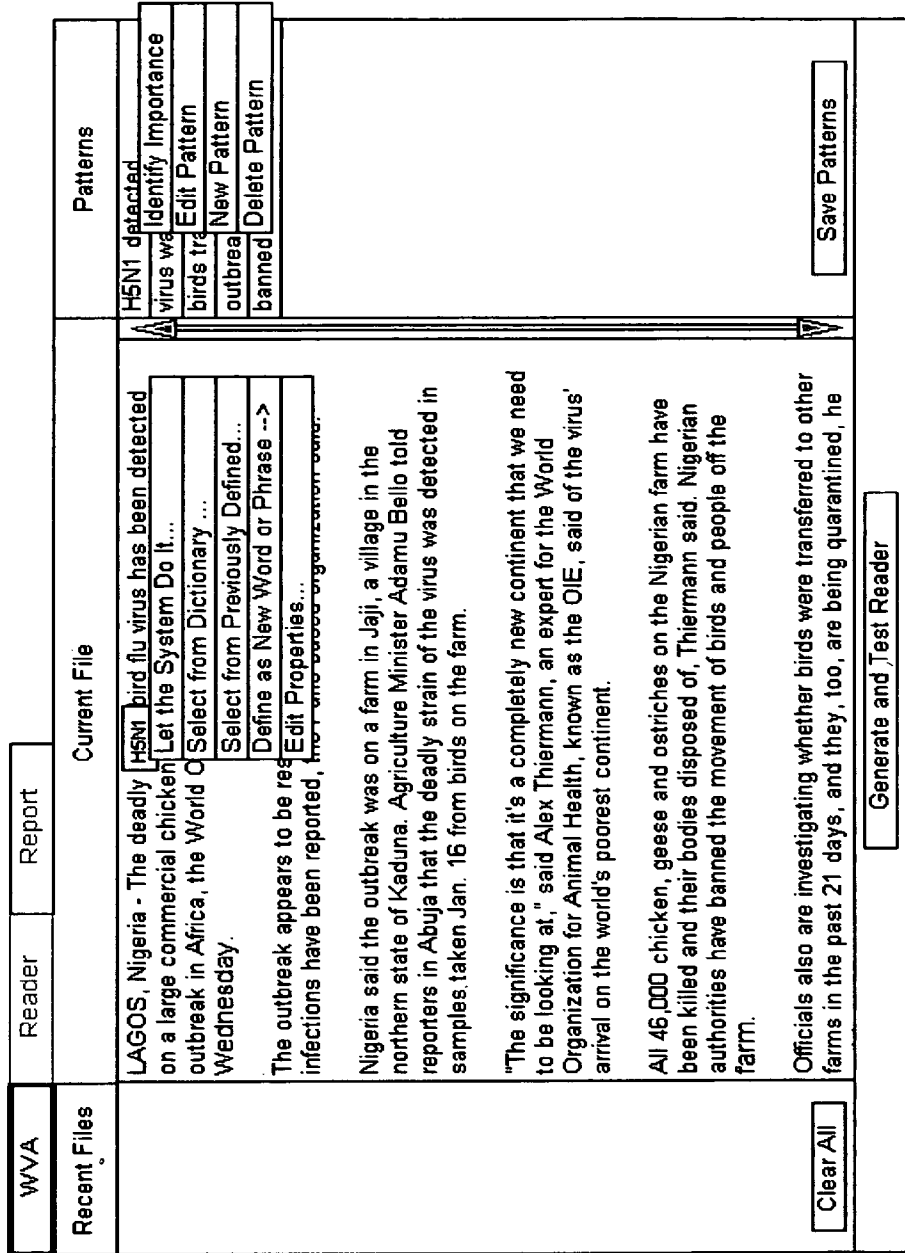 WVA
Reader
Report
Recent Files
Current File
Patterns
LAGOS, Nigeria - The deadly H5N1 bird flu virus has been detected
on a large commercial chicken
outbreak in Africa, the World O
Wednesday.
Let the System Do It...
Select from Dictionary ...
Select from Previously Defined...
Define as New Word or Phrase -->
Edit Properties...
The outbreak appears to be res
infections have been reported,
Nigeria said the outbreak was on a farm in Jaji, a village in the
northern state of Kaduna. Agriculture Minister Adamu Bello told
reporters in Abuja that the deadly strain of the virus was detected in
samples taken Jan. 16 from birds on the farm.
"The significance is that it's a completely new continent that we need
to be looking at," said Alex Thiermann, an expert for the World
Organization for Animal Health, known as the OIE, said of the virus'
arrival on the world's poorest continent.
All 46,000 chicken, geese and ostriches on the Nigerian farm have
been killed and their bodies disposed of, Thiermann said. Nigerian
authorities have banned the movement of birds and people off the
farm.
Officials also are investigating whether birds were transferred to other
farms in the past 21 days, and they, too, are being quarantined, he
H5N1 detected
virus wa
birds tra
outbrea
banned
Identify Importance
Edit Pattern
New Pattern
Delete Pattern
Clear All
Save Patterns
Generate and Test Reader